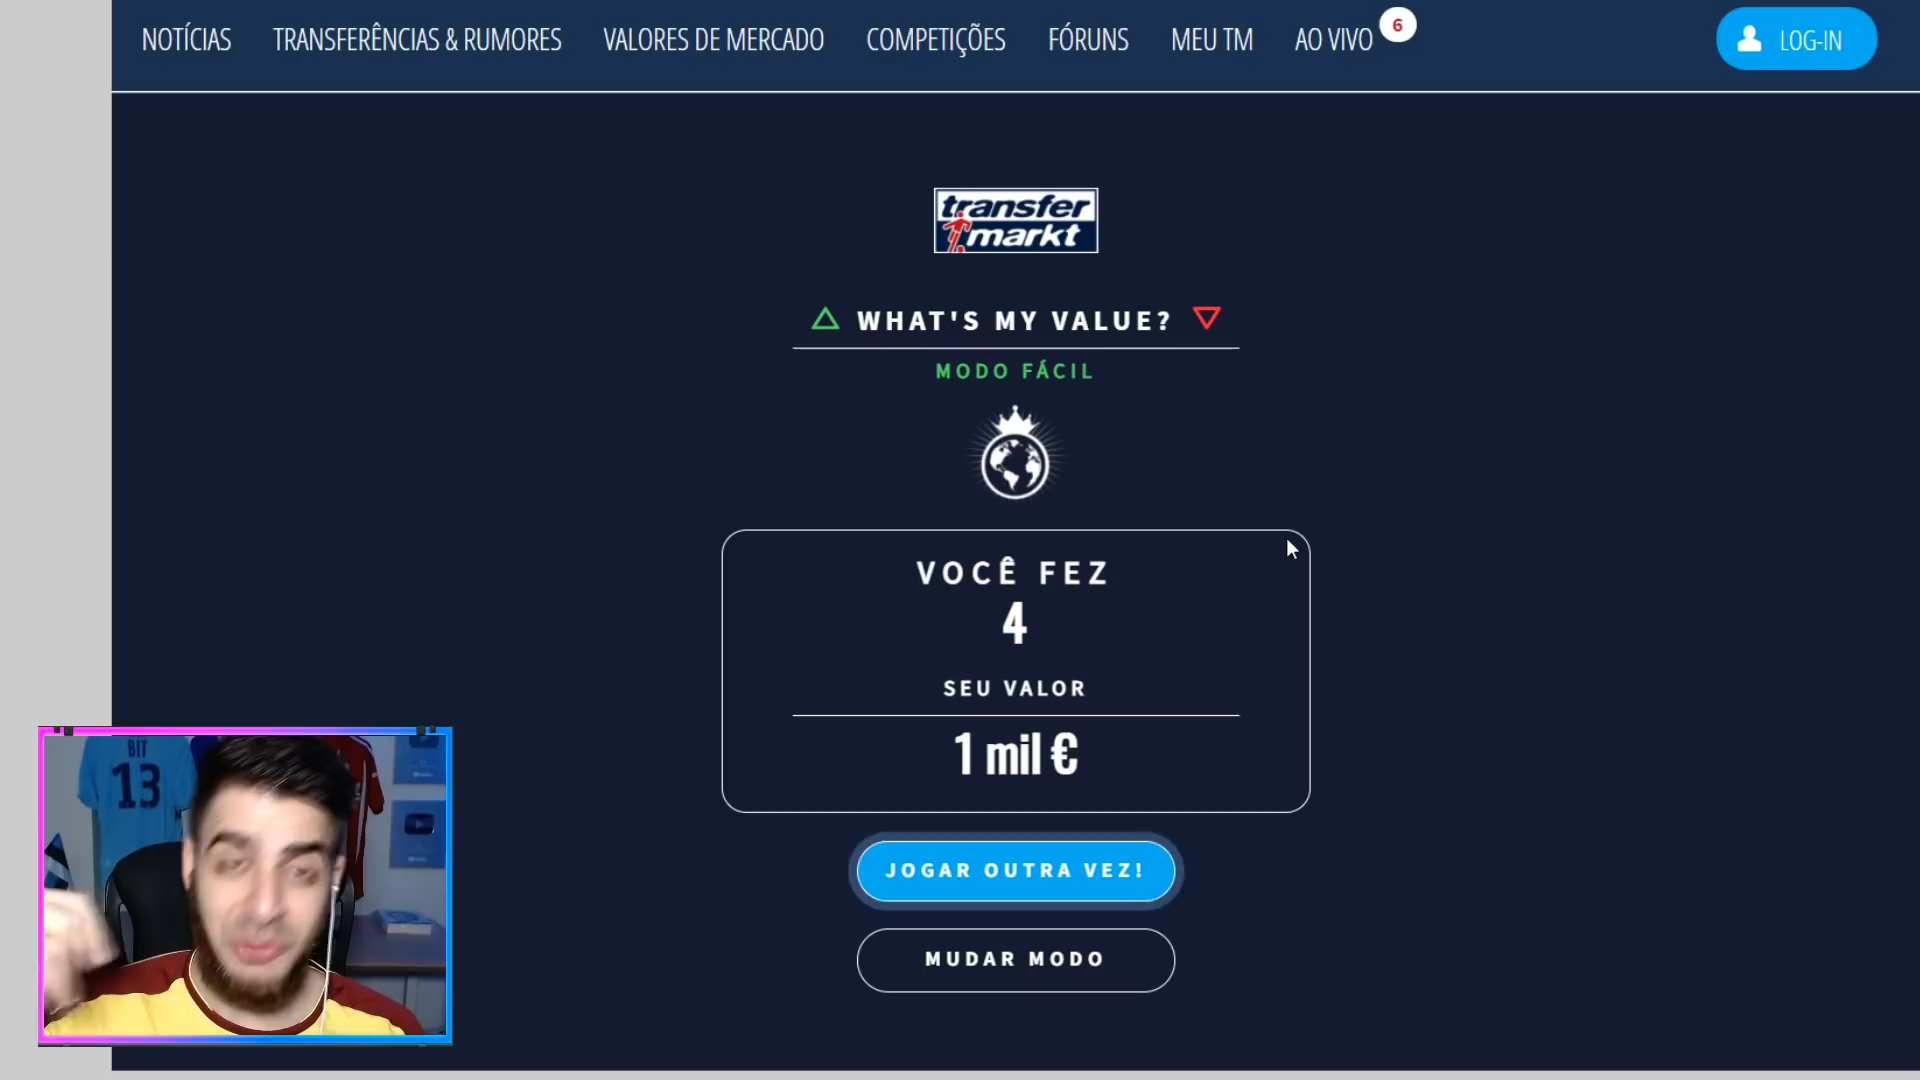 NOTÍCIAS TRANSFERÊNCIAS & RUMORES VALORES DE MERCADO COMPETIÇÕES FÓRUNS MEU TM AO VIVO 6 LOG-IN
transfer
markt
WHAT'S MY VALUE?
MODO FÁCIL
VOCÊ FEZ
4
SEU VALOR
1 mil €
JOGAR OUTRA VEZ!
MUDAR MODO
BIT
13